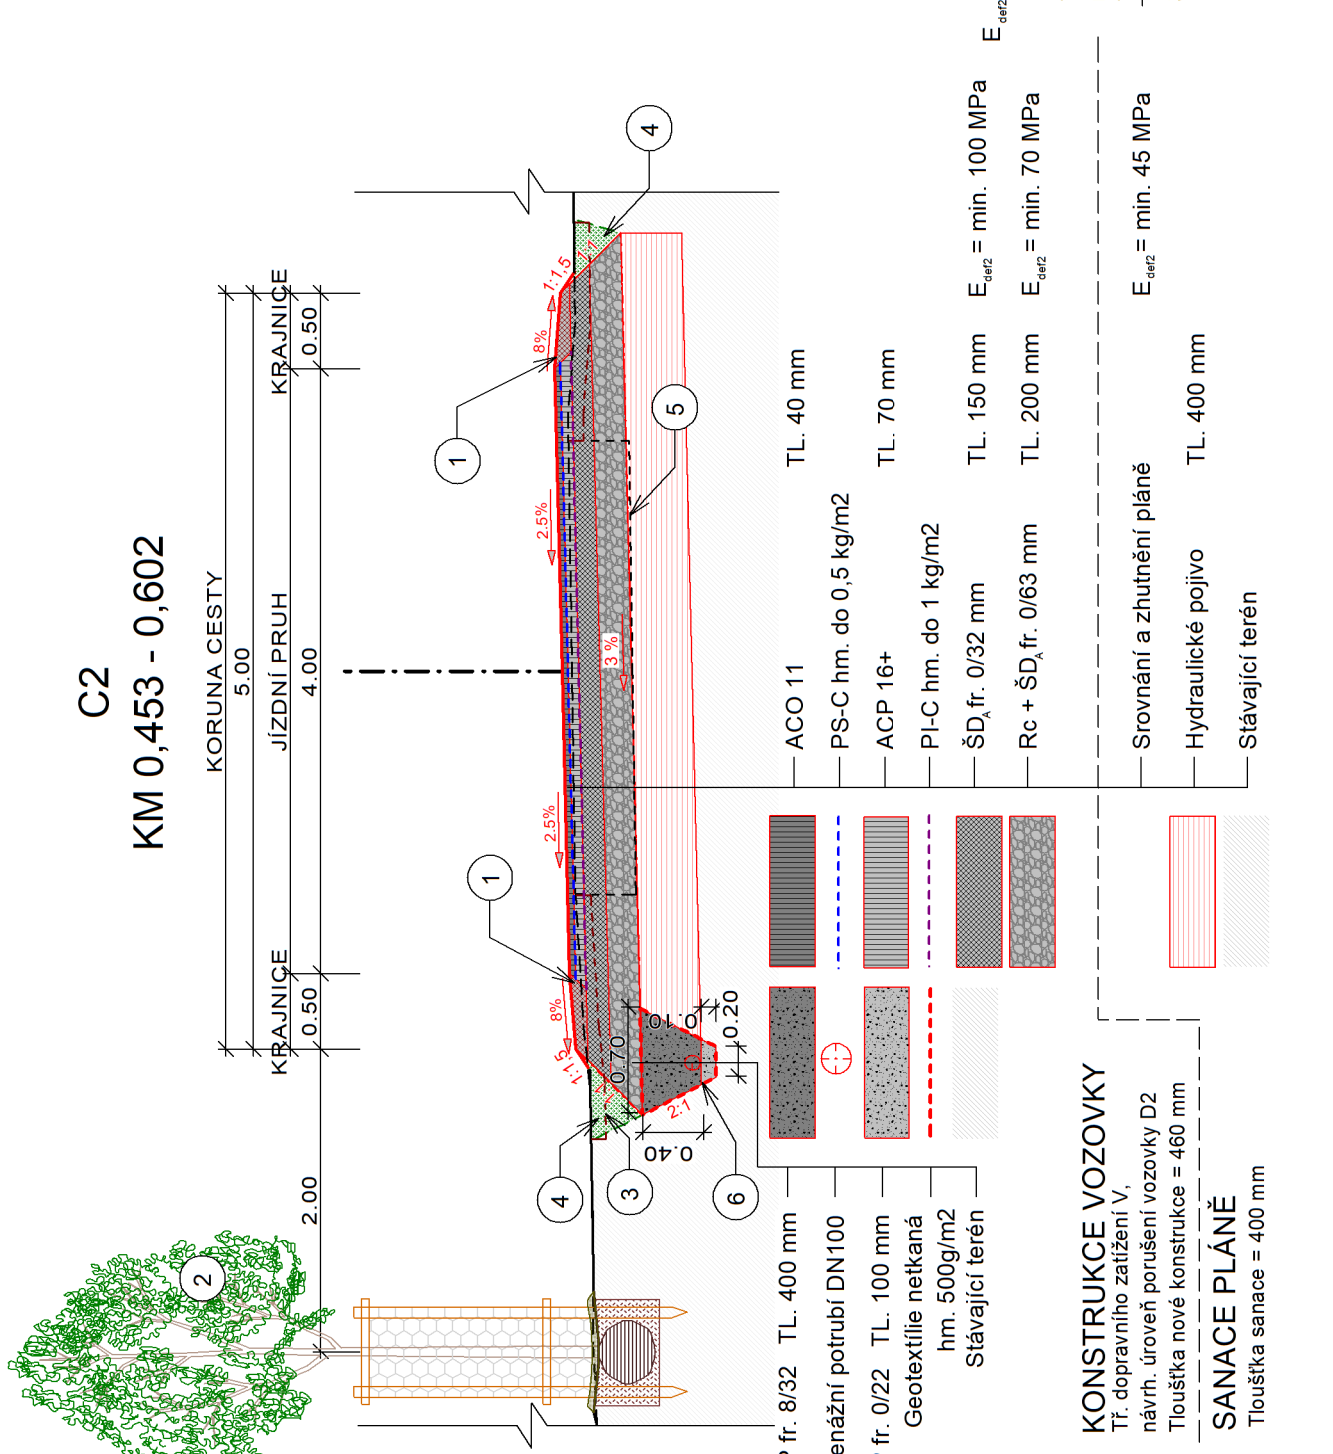 C2
KM 0,453 - 0,602
KORUNA CESTY
5.00
KRAJNICE
JÍZDNÍ PRUH
KRAJNICE
2.00
0.50
4.00
0.50
2
1
1
4
5
4
3
6
1:1,5
8%
2.5%
2.5%
8%
1:1,5
3 %
1:1
1:1
2:1
0.70
0.10
0.20
0.40
ACO 11 TL. 40 mm
PS-C hm. do 0,5 kg/m2
ACP 16+ TL. 70 mm
PI-C hm. do 1 kg/m2
ŠDA fr. 0/32 mm TL. 150 mm Edef2 = min. 100 MPa
Rc + ŠDA fr. 0/63 mm TL. 200 mm Edef2 = min. 70 MPa
Edef2
Srovnání a zhutnění pláně Edef2 = min. 45 MPa
Hydraulické pojivo TL. 400 mm
Stávající terén
fr. 8/32 TL. 400 mm
potrubí DN100
fr. 0/22 TL. 100 mm
Geotextílie netkaná
hm. 500g/m2
Stávající terén
KONSTRUKCE VOZOVKY
Tř. dopravního zatížení V,
návrh. úroveň porušení vozovky D2
Tloušťka nové konstrukce = 460 mm
SANACE PLÁNĚ
Tloušťka sanace = 400 mm